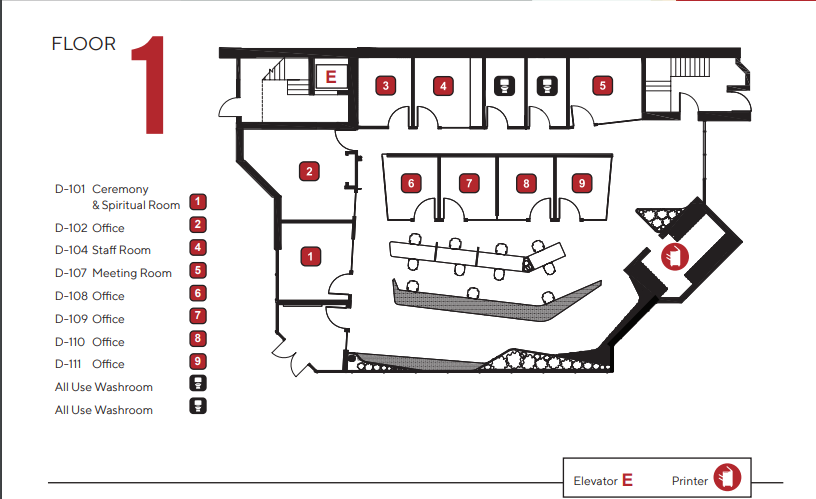 FLOOR 1
E
3
4
5
2
6
7
8
9
1
D-101 Ceremony
& Spiritual Room 1
D-102 Office 2
D-104 Staff Room 4
D-107 Meeting Room 5
D-108 Office 6
D-109 Office 7
D-110 Office 8
D-111 Office 9
All Use Washroom
All Use Washroom
Elevator E Printer